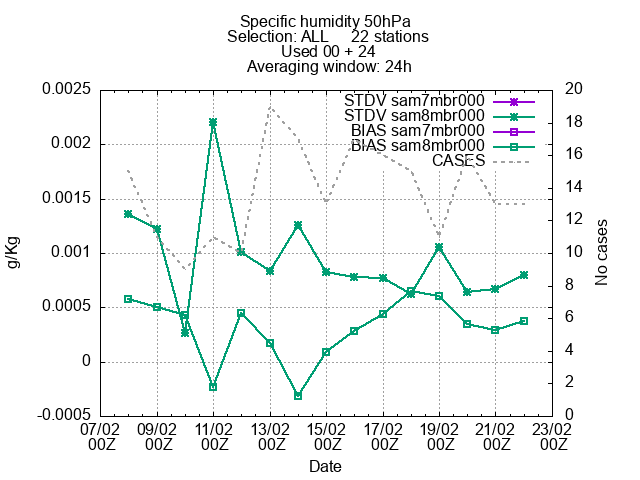 Specific humidity 50hPa
Selection: ALL 22 stations
Used 00 + 24
Averaging window: 24h
STDV sam7mbr000
STDV sam8mbr000
BIAS sam7mbr000
BIAS sam8mbr000
CASES
g/Kg
0.0025
0.002
0.0015
0.001
0.0005
0
-0.0005
No cases
20
18
16
14
12
10
8
6
4
2
0
07/02 09/02 11/02 13/02 15/02 17/02 19/02 21/02 23/02
00Z 00Z 00Z 00Z 00Z 00Z 00Z 00Z 00Z
Date